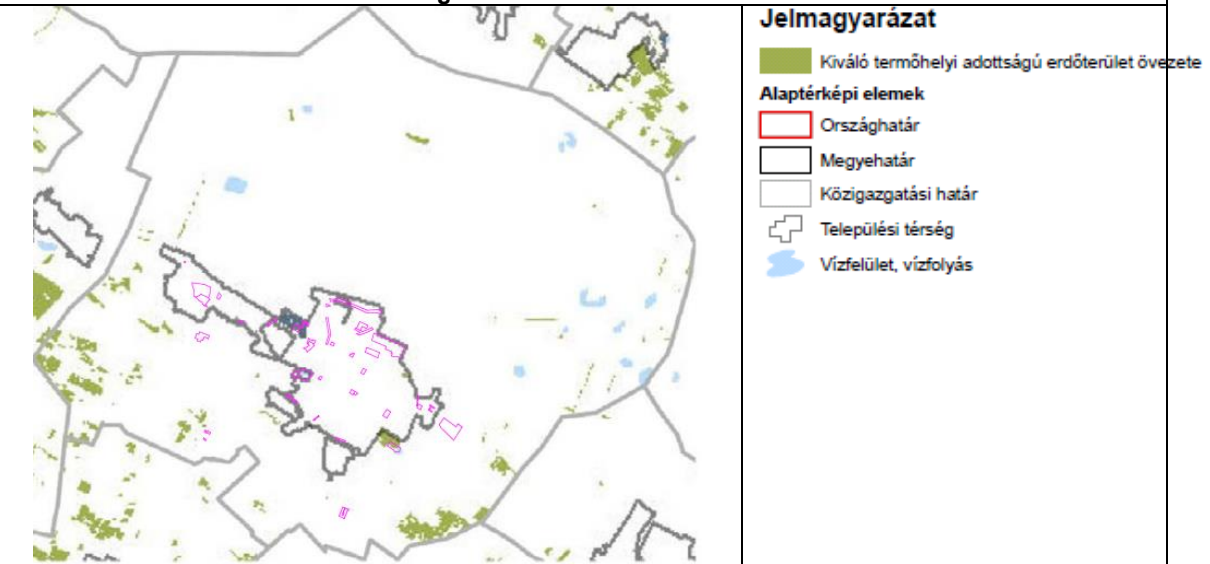 Jelmagyarázat
Kiváló termőhelyi adottságú erdőterület övezete
Alaptérképi elemek
Országhatár
Megyehatár
Közigazgatási határ
Települési térség
Vízfelület, vízfolyás